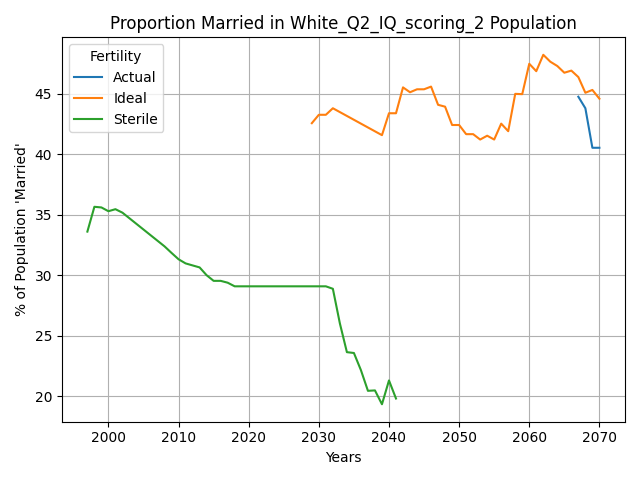 Proportion Married in White_Q2_IQ_scoring_2 Population
Fertility
Actual
Ideal
Sterile
% of Population 'Married'
45
40
35
30
25
20
2000 2010 2020 2030 2040 2050 2060 2070
Years